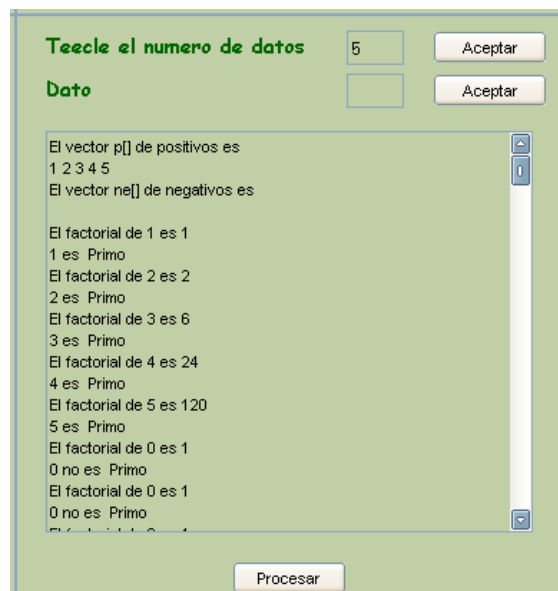 Teecle el numero de datos 5 Aceptar
Dato Aceptar
El vector p[] de positivos es
1 2 3 4 5
El vector ne[] de negativos es
El factorial de 1 es 1
1 es Primo
El factorial de 2 es 2
2 es Primo
El factorial de 3 es 6
3 es Primo
El factorial de 4 es 24
4 es Primo
El factorial de 5 es 120
5 es Primo
El factorial de 0 es 1
0 no es Primo
El factorial de 0 es 1
0 no es Primo
Procesar